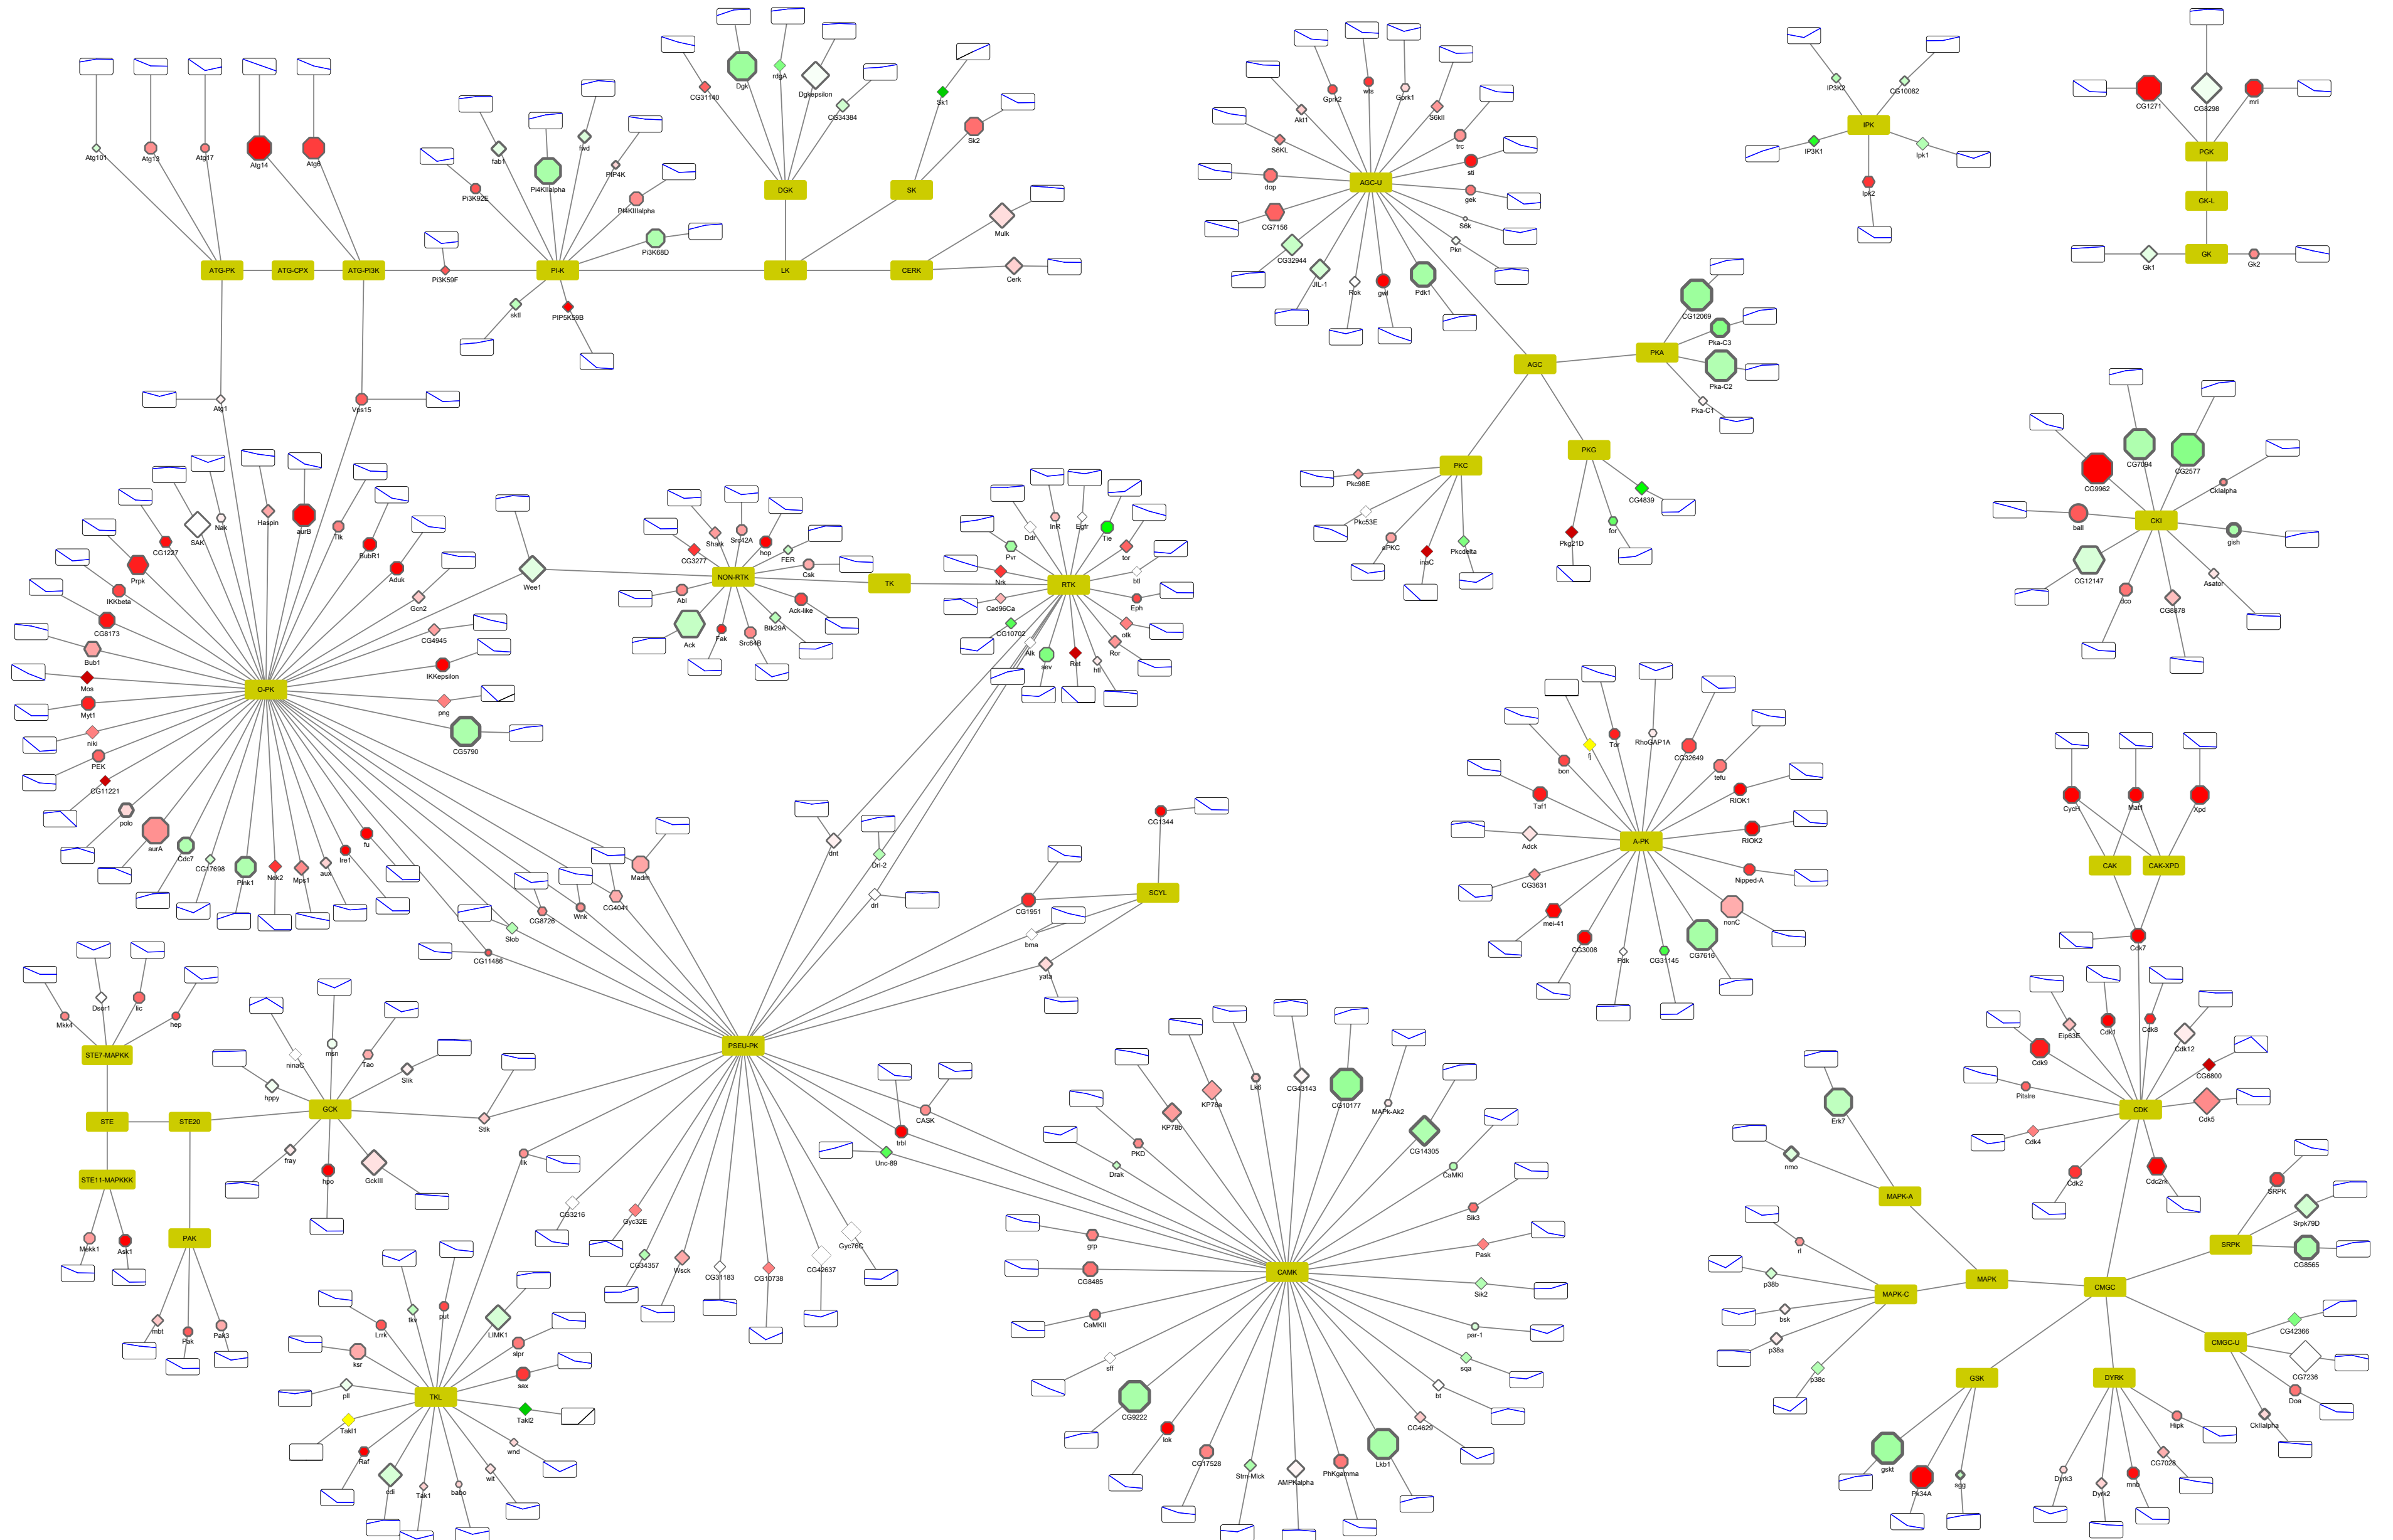 CG31140
Dgk
rdgA
Dgkepsilon
CG34384
Sk1
Sk2
Atg101
Atg13
Atg17
Atg14
Atg6
fab1
Pi4KIIalpha
fwd
PIP4K
Pi3K92E
PI4KIIIalpha
Pi3K68D
DGK
SK
Mulk
ATG-PK
ATG-CPX
ATG-PI3K
Pi3K59F
PI-K
LK
CERK
Cerk
sktl
PIP5K59B
Atg1
Vps15
Gprk2
wts
Gprk1
S6kII
Akt1
trc
S6KL
sti
dop
AGC-U
gek
CG7156
S6k
CG32944
Pkn
JIL-1
Rok
gwl
Pdk1
CG12069
Pka-C3
PKA
AGC
Pka-C2
Pka-C1
PKC
PKG
Pkc98E
CG4839
Pkc53E
for
aPKC
inaC
Pkcdelta
Pkg21D
IP3K2
CG10082
IPK
IP3K1
Ipk1
Ipk2
CG1271
CG8298
mri
PGK
GK-L
GK
Gk1
Gk2
CG7094
CG2577
CG9962
CkIalpha
ball
CKI
gish
CG12147
Asator
dco
CG8878
SAK
Nak
Haspin
aurB
Tlk
CG1227
BubR1
Prpk
Aduk
IKKbeta
Gcn2
CG8173
CG4945
Bub1
IKKepsilon
Mos
O-PK
png
Myt1
CG5790
niki
PEK
CG11221
polo
aurA
Cdc7
CG17698
Pink1
Nek2
Mps1
aux
Ire1
fu
Wee1
Shark
Src42A
hop
CG3277
FER
Csk
NON-RTK
TK
RTK
Abl
Ack-like
Ack
Fak
Src64B
Btk29A
Ddr
InR
Egfr
Tie
Pvr
tor
Nrk
btl
Cad96Ca
Eph
CG10702
otk
Alk
sev
Ret
htl
Ror
dnt
Drl-2
drl
Madm
CG4041
Wnk
CG8726
Slob
CG11486
CG1344
SCYL
CG1951
bma
yata
fj
Tor
RhoGAP1A
CG32649
bon
tefu
Taf1
RIOK1
Adck
A-PK
RIOK2
CG3631
Nipped-A
mei-41
nonC
CG3008
Pdk
CG31145
CG7616
CycH
Mat1
Xpd
CAK
CAK-XPD
Cdk7
Eip63E
Cdk1
Cdk8
Cdk12
Cdk9
CG6800
Pitslre
CDK
Cdk5
Cdk4
Cdk2
Cdc2rk
Erk7
nmo
MAPK-A
SRPK
Srpk79D
SRPK
CG8565
rl
p38b
MAPK-C
MAPK
CMGC
bsk
p38a
p38c
CG42366
CMGC-U
CG7236
Doa
CkIIalpha
GSK
DYRK
gskt
Pk34A
sgg
Dyrk3
Dyrk2
mnb
CG7028
Hipk
Mkk4
Dsor1
lic
hep
STE7-MAPKK
ninaC
msn
Tao
Slik
hppy
GCK
Stlk
STE
STE20
fray
hpo
GckIII
STE11-MAPKKK
PAK
Mekk1
Ask1
mbt
Pak
Pak3
PSEU-PK
CASK
trbl
Unc-89
Ilk
CG3216
Gyc32E
CG34357
Wsck
CG31183
CG10738
CG42637
Gyc76C
Lrrk
tkv
put
LIMK1
ksr
slpr
sax
pll
TKL
Takl2
Takl1
Raf
cdi
Tak1
babo
wit
wnd
KP78b
KP78a
Lk6
CG43143
CG10177
MAPk-Ak2
PKD
CG14305
Drak
CaMKI
grp
Sik3
CG8485
CAMK
Pask
Sik2
CaMKII
par-1
sff
sqa
CG9222
bt
lok
CG4629
CG17528
Strn-Mlck
AMPKalpha
PhKgamma
Lkb1